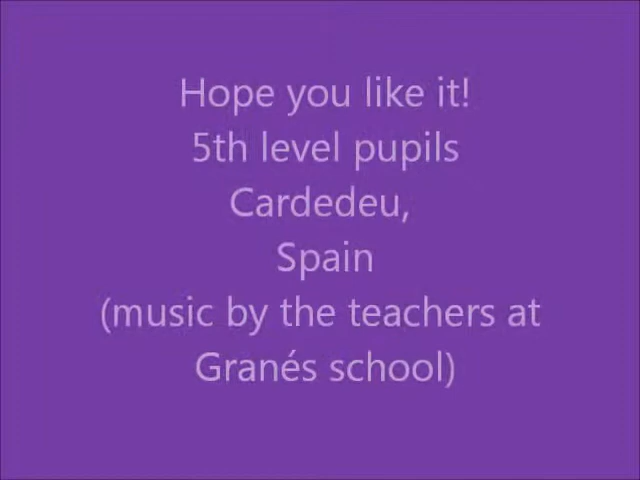 Hope you like it!
5th level pupils
Cardedeu,
Spain
(music by the teachers at
Granés school)